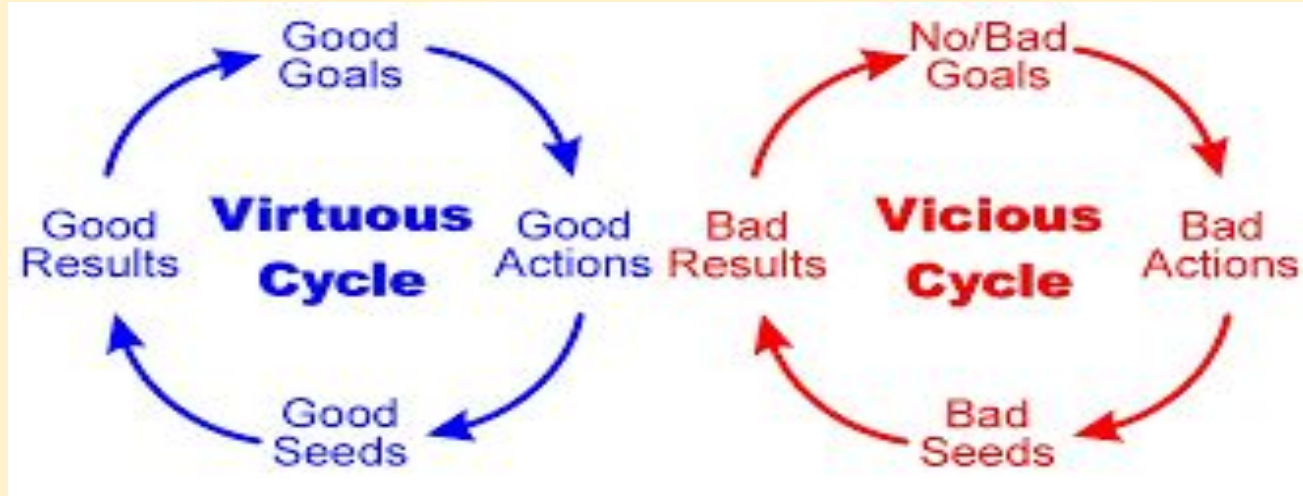 Good
Goals
Good
Actions
Good
Seeds
Good
Results
Virtuous
Cycle
No/Bad
Goals
Bad
Actions
Bad
Seeds
Bad
Results
Vicious
Cycle